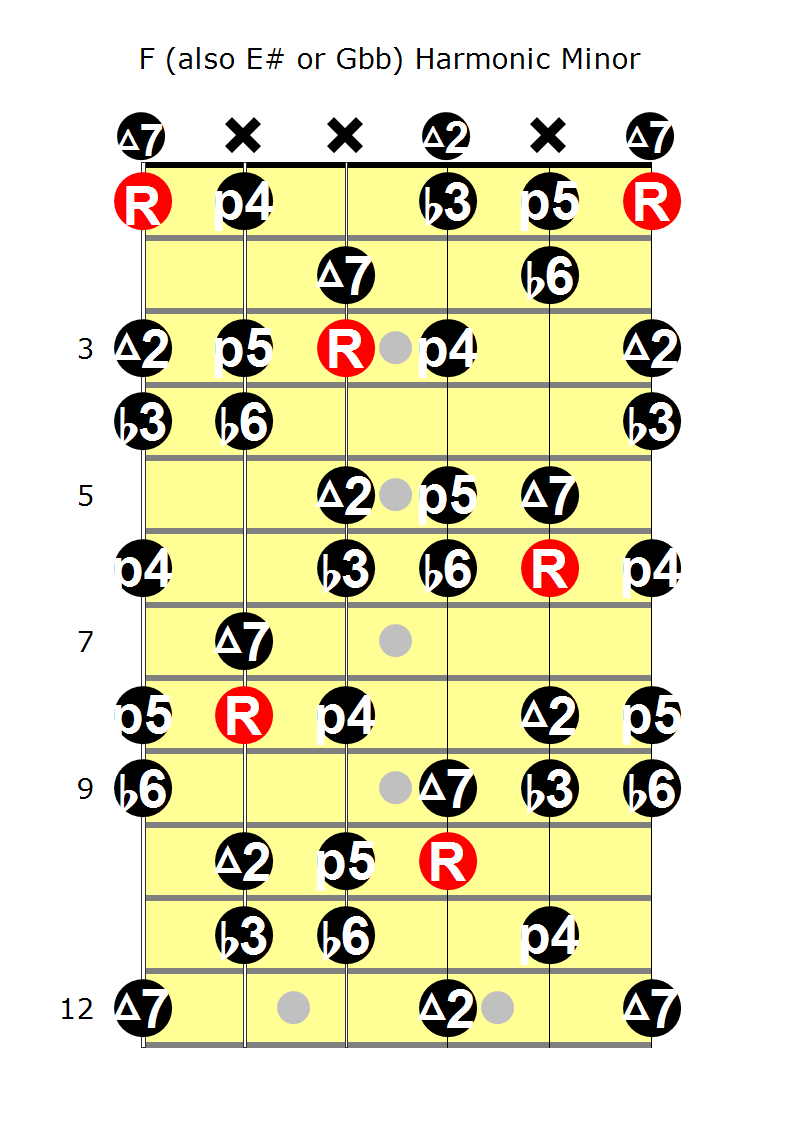 F (also E# or Gbb) Harmonic Minor
Δ7 × × Δ2 × Δ7
R p4 ♭3 p5 R
Δ7 ♭6
3 Δ2 p5 R p4 Δ2
♭3 ♭6 ♭3
5 Δ2 p5 Δ7
p4 ♭3 ♭6 R p4
7 Δ7
p5 R p4 Δ2 p5
9 ♭6 Δ7 ♭3 ♭6
Δ2 p5 R
♭3 ♭6 p4
12 Δ7 Δ2 Δ7